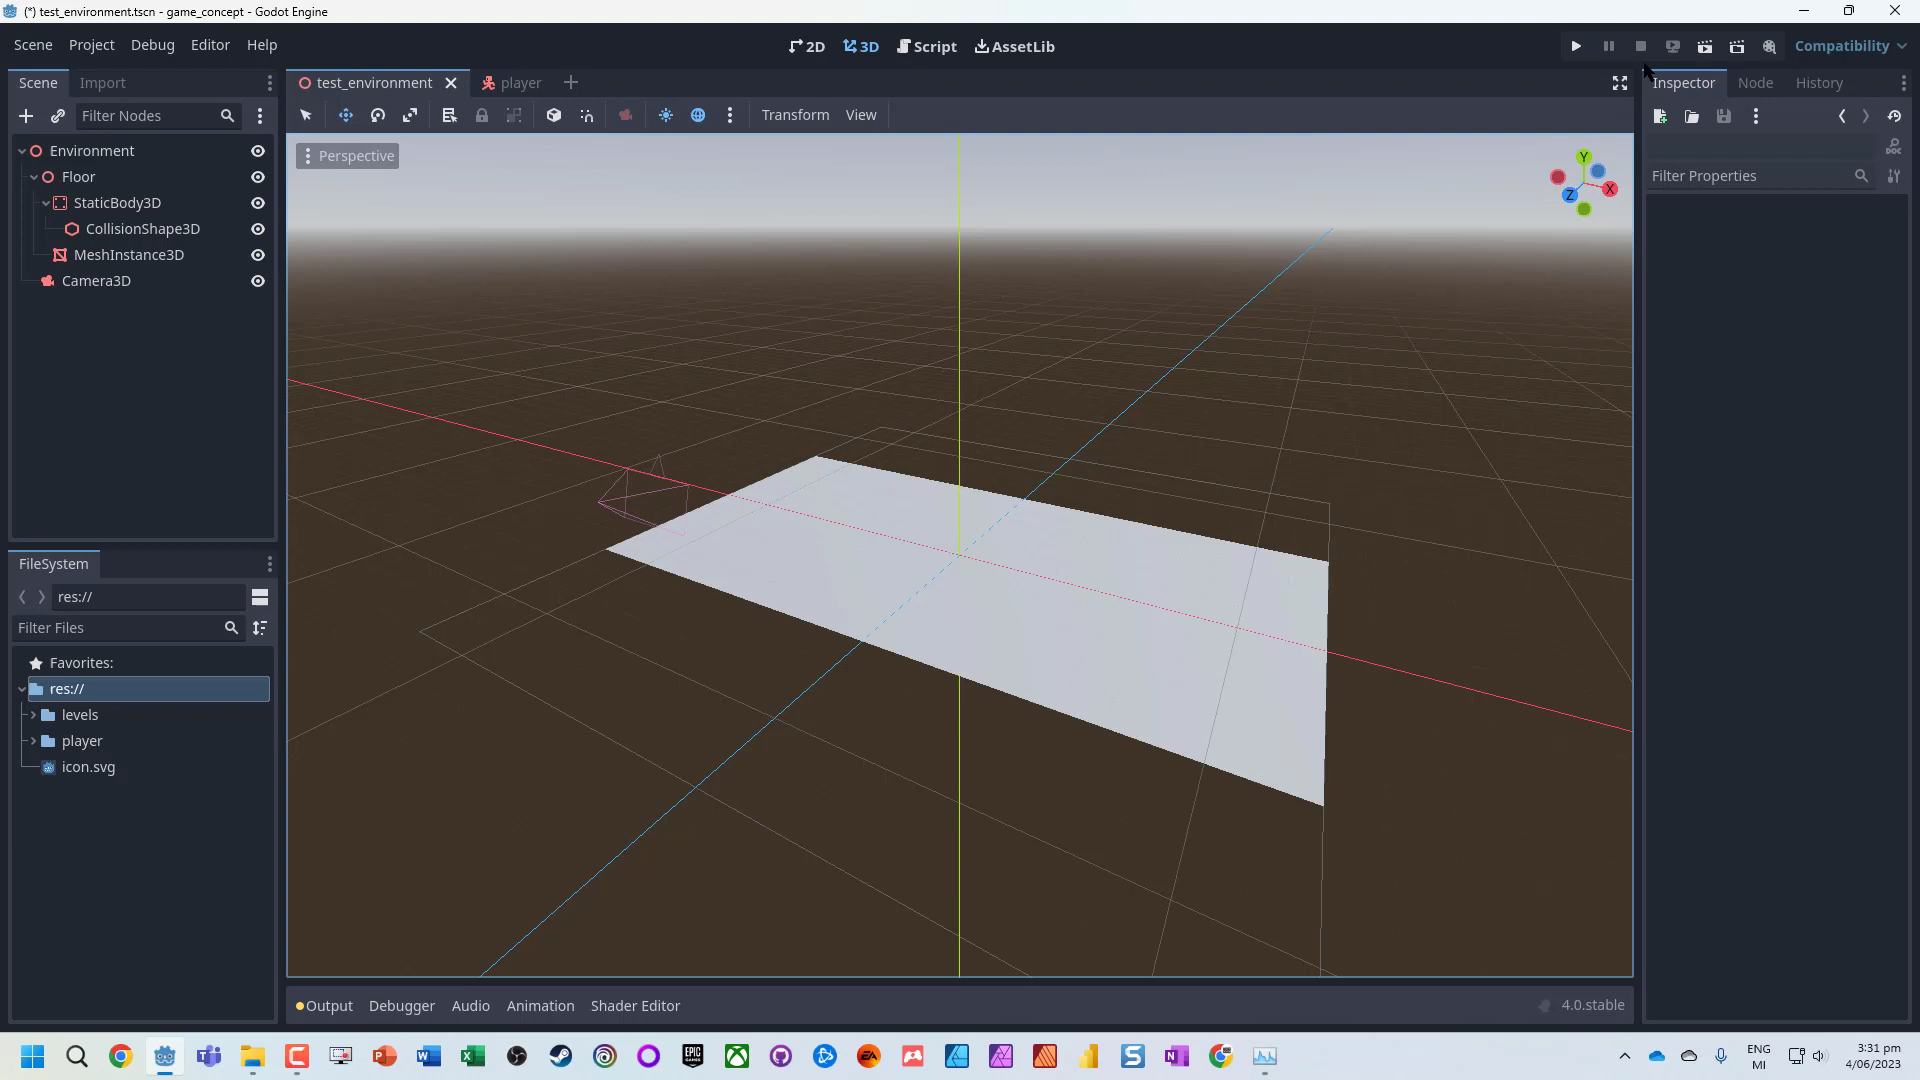 (*) test_environment.tscn - game_concept - Godot Engine
Scene Project Debug Editor Help
2D 3D Script AssetLib
Compatibility
Scene Import
test_environment player
Inspector Node History
Filter Nodes
Transform View
Environment
Floor
StaticBody3D
CollisionShape3D
MeshInstance3D
Camera3D
Perspective
Y
X
Z
Filter Properties
FileSystem
res://
Filter Files
Favorites:
res://
levels
player
icon.svg
Output Debugger Audio Animation Shader Editor
4.0.stable
ENG
MI
3:31 pm
4/06/2023